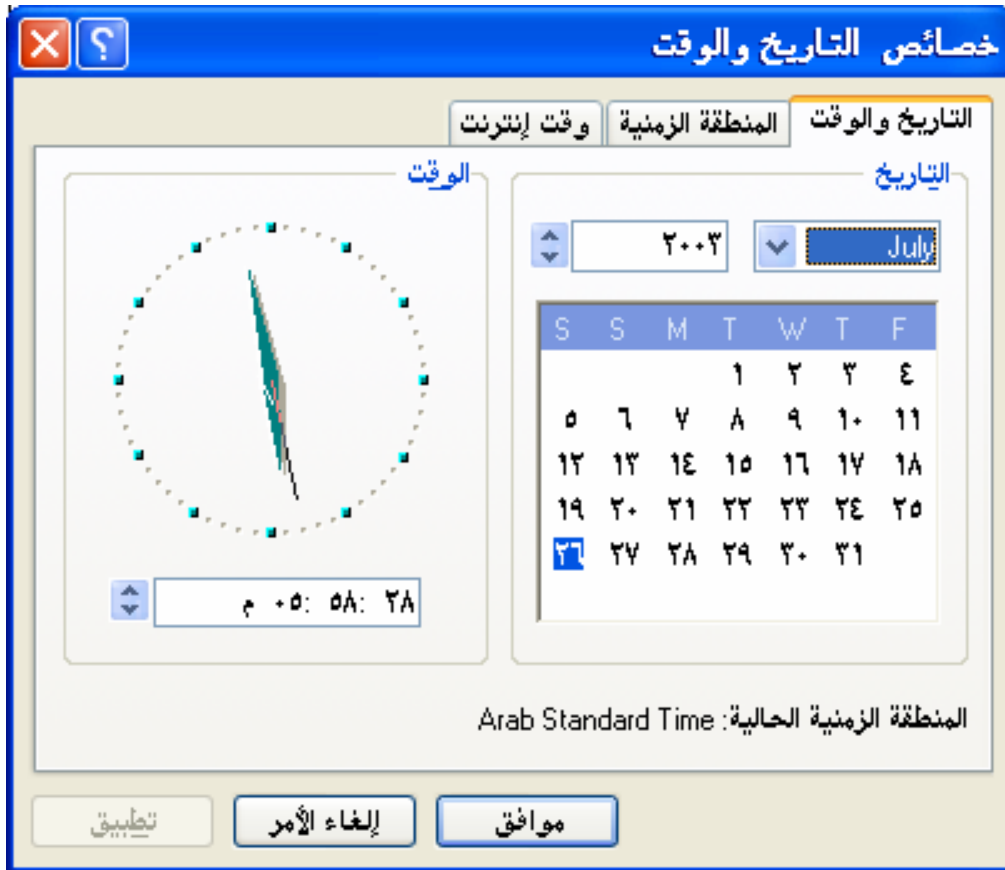 خصائص التاريخ والوقت
التاريخ والوقت المنطقة الزمنية وقت إنترنت
التاريخ
July ٢٠٠٣
S S M T W T F
١ ٢ ٣ ٤
٥ ٦ ٧ ٨ ٩ ١٠ ١١
١٢ ١٣ ١٤ ١٥ ١٦ ١٧ ١٨
١٩ ٢٠ ٢١ ٢٢ ٢٣ ٢٤ ٢٥
٢٦ ٢٧ ٢٨ ٢٩ ٣٠ ٣١
الوقت
٠٥: ٥٨: ٢٨ م
المنطقة الزمنية الحالية: Arab Standard Time
موافق إلغاء الأمر تطبيق